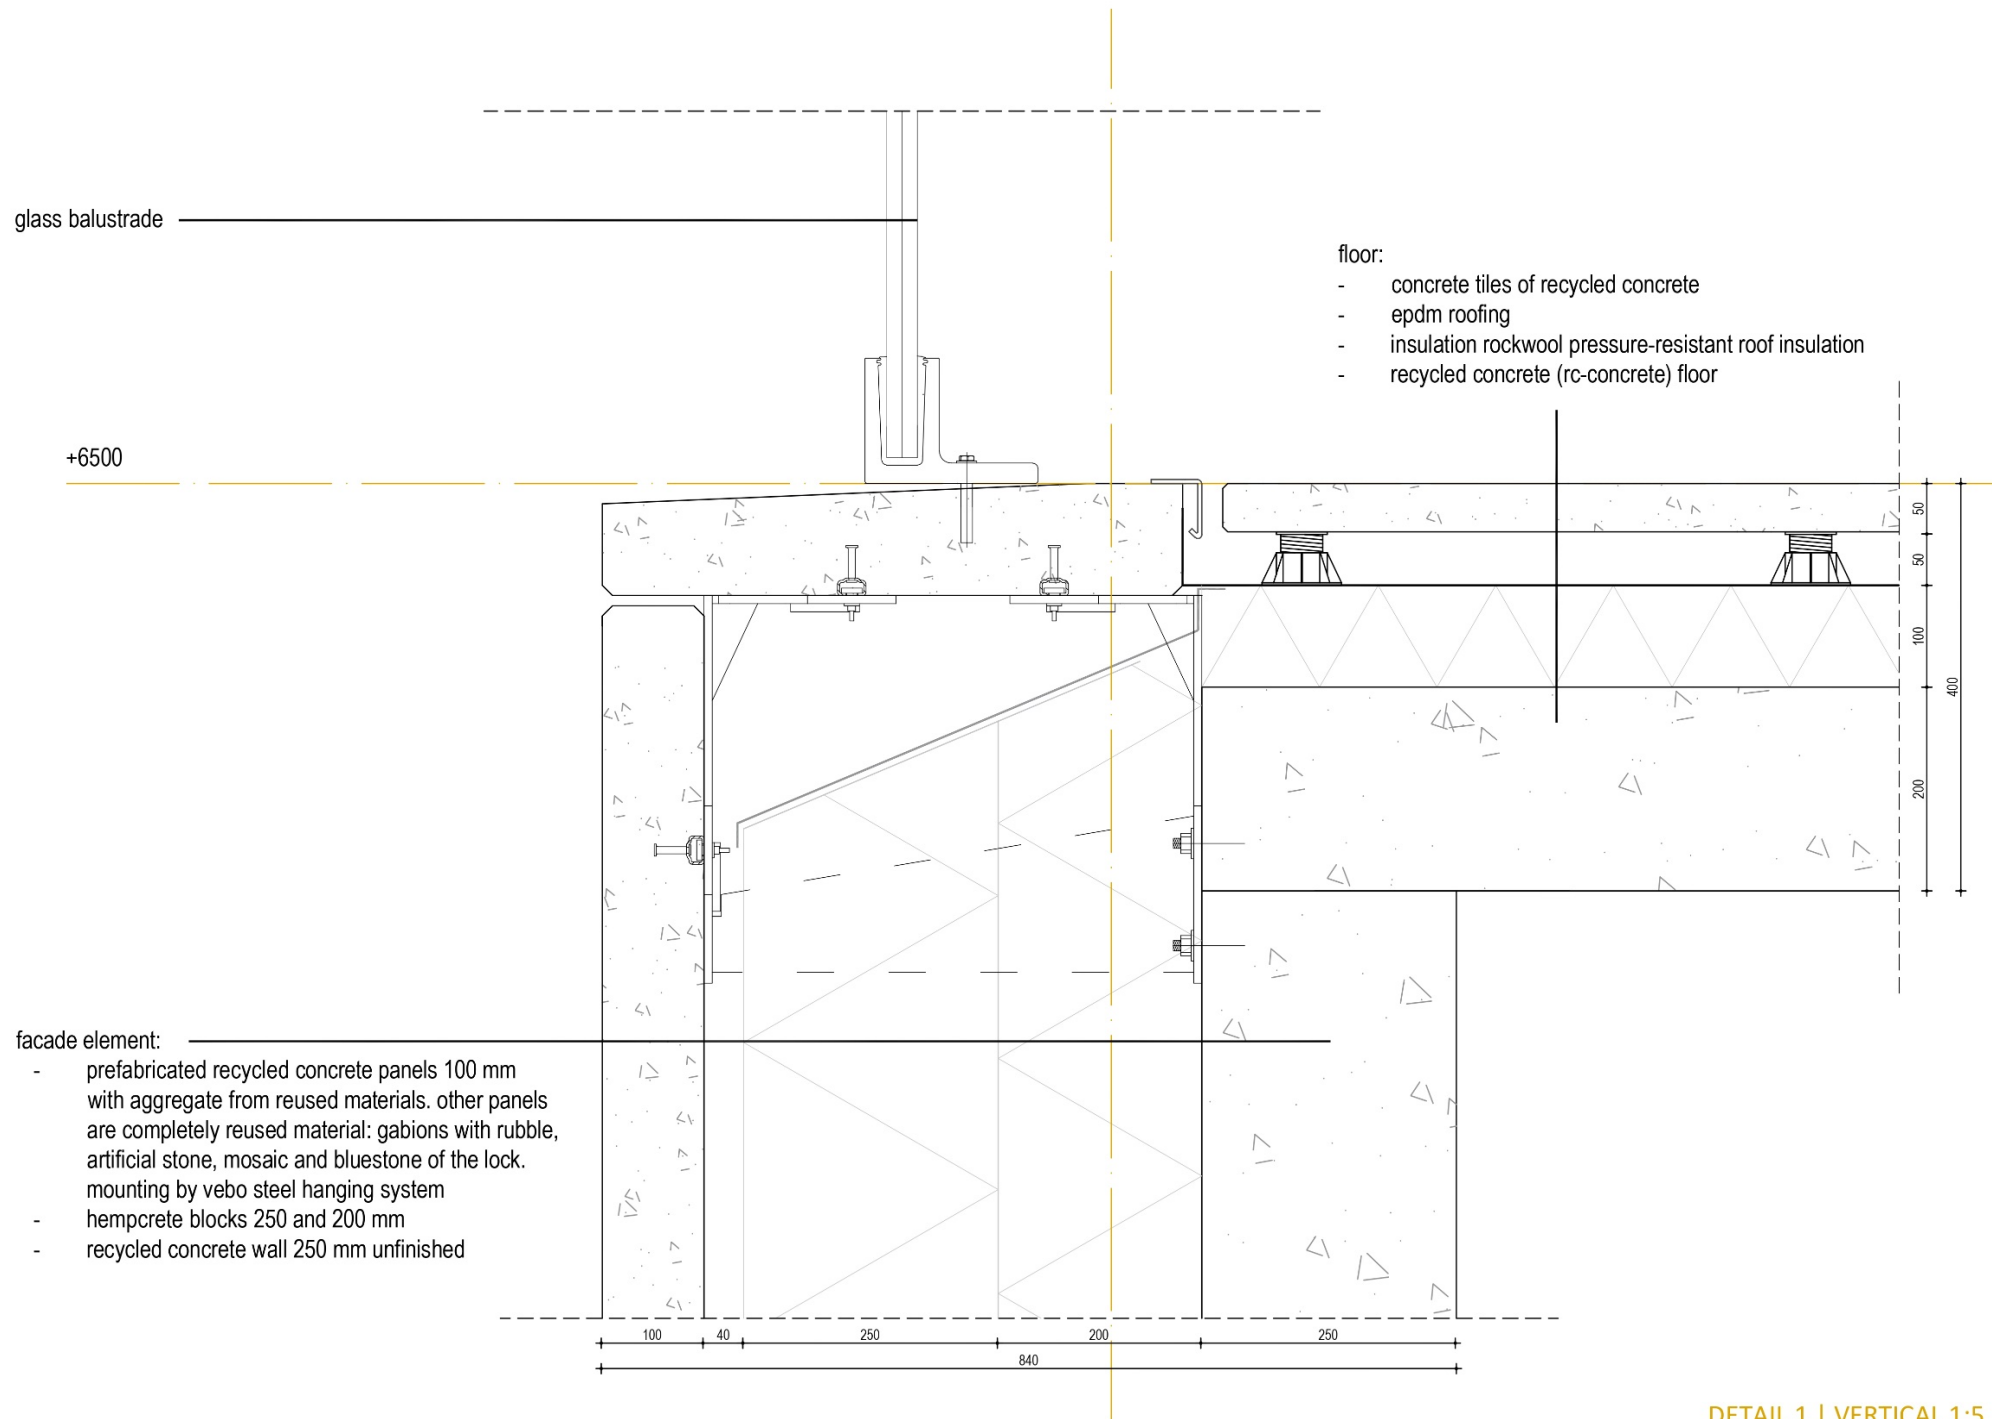 glass balustrade
floor:
- concrete tiles of recycled concrete
- epdm roofing
- insulation rockwool pressure-resistant roof insulation
- recycled concrete (rc-concrete) floor
+6500
50
50
100
400
200
facade element:
- prefabricated recycled concrete panels 100 mm
with aggregate from reused materials. other panels
are completely reused material: gabions with rubble,
artificial stone, mosaic and bluestone of the lock.
mounting by vebo steel hanging system
- hempcrete blocks 250 and 200 mm
- recycled concrete wall 250 mm unfinished
100 40 250 200 250
840
DETAIL 1 | VERTICAL 1:5